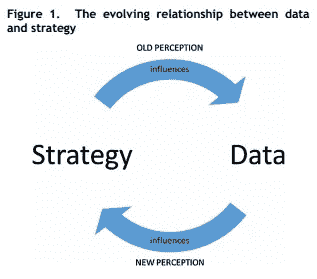 Figure 1. The evolving relationship between data
and strategy
OLD PERCEPTION
influences
Strategy
Data
influences
NEW PERCEPTION